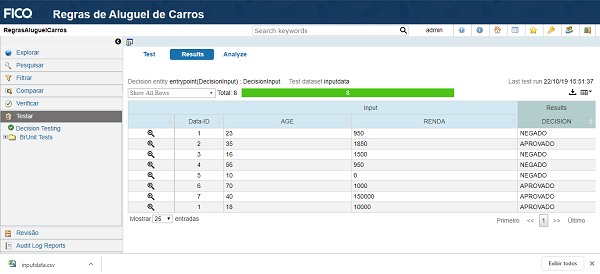 FICO Regras de Aluguel de Carros
RegrasAluguelCarros
Search keywords
admin
Explorar
Pesquisar
Filtrar
Comparar
Verificar
Testar
Decision Testing
BrUnit Tests
Revisão
Audit Log Reports
Test Results Analyze
Decision entity entrypoint(DecisionInput) : DecisionInput Test dataset inputdata Last test run 22/10/19 15:51:37
Show All Rows Total: 8 8
Input Results
Data-ID AGE RENDA DECISION
1 23 950 NEGADO
2 35 1850 APROVADO
3 16 1500 NEGADO
4 56 950 NEGADO
5 10 0 NEGADO
6 70 1000 APROVADO
7 40 150000 APROVADO
1 18 10000 APROVADO
Mostrar 25 entradas Primeiro << 1 >> Último
inputdata.csv Exibir todos